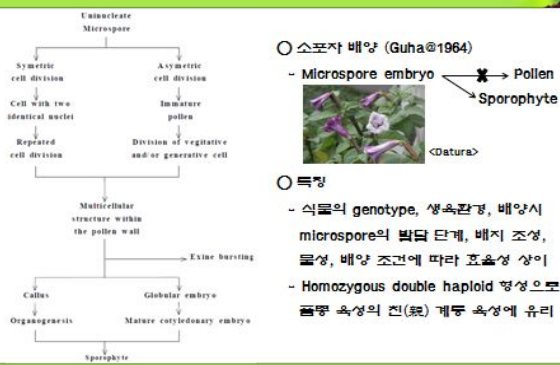 Uninucleate
Microspore
Symetric
cell division
Asymetric
cell division
Cell with two
identical nuclei
Immature
pollen
Repeated
cell division
Division of vegitative
and/or generative cell
Multicellular
structure within
the pollen wall
Exine bursting
Callus
Globular embryo
Organogenesis
Mature cotyledonary embryo
Sporophyte
○ 소포자 배양 (Guha@1964)
- Microspore embryo
Pollen
Sporophyte
<Datura>
○ 특징
- 식물의 genotype, 생육환경, 배양시
microspore의 발달 단계, 배지 조성,
물성, 배양 조건에 따라 효율성 상이
- Homozygous double haploid 형성으로
품종 육성의 친(親) 계통 육성에 유리